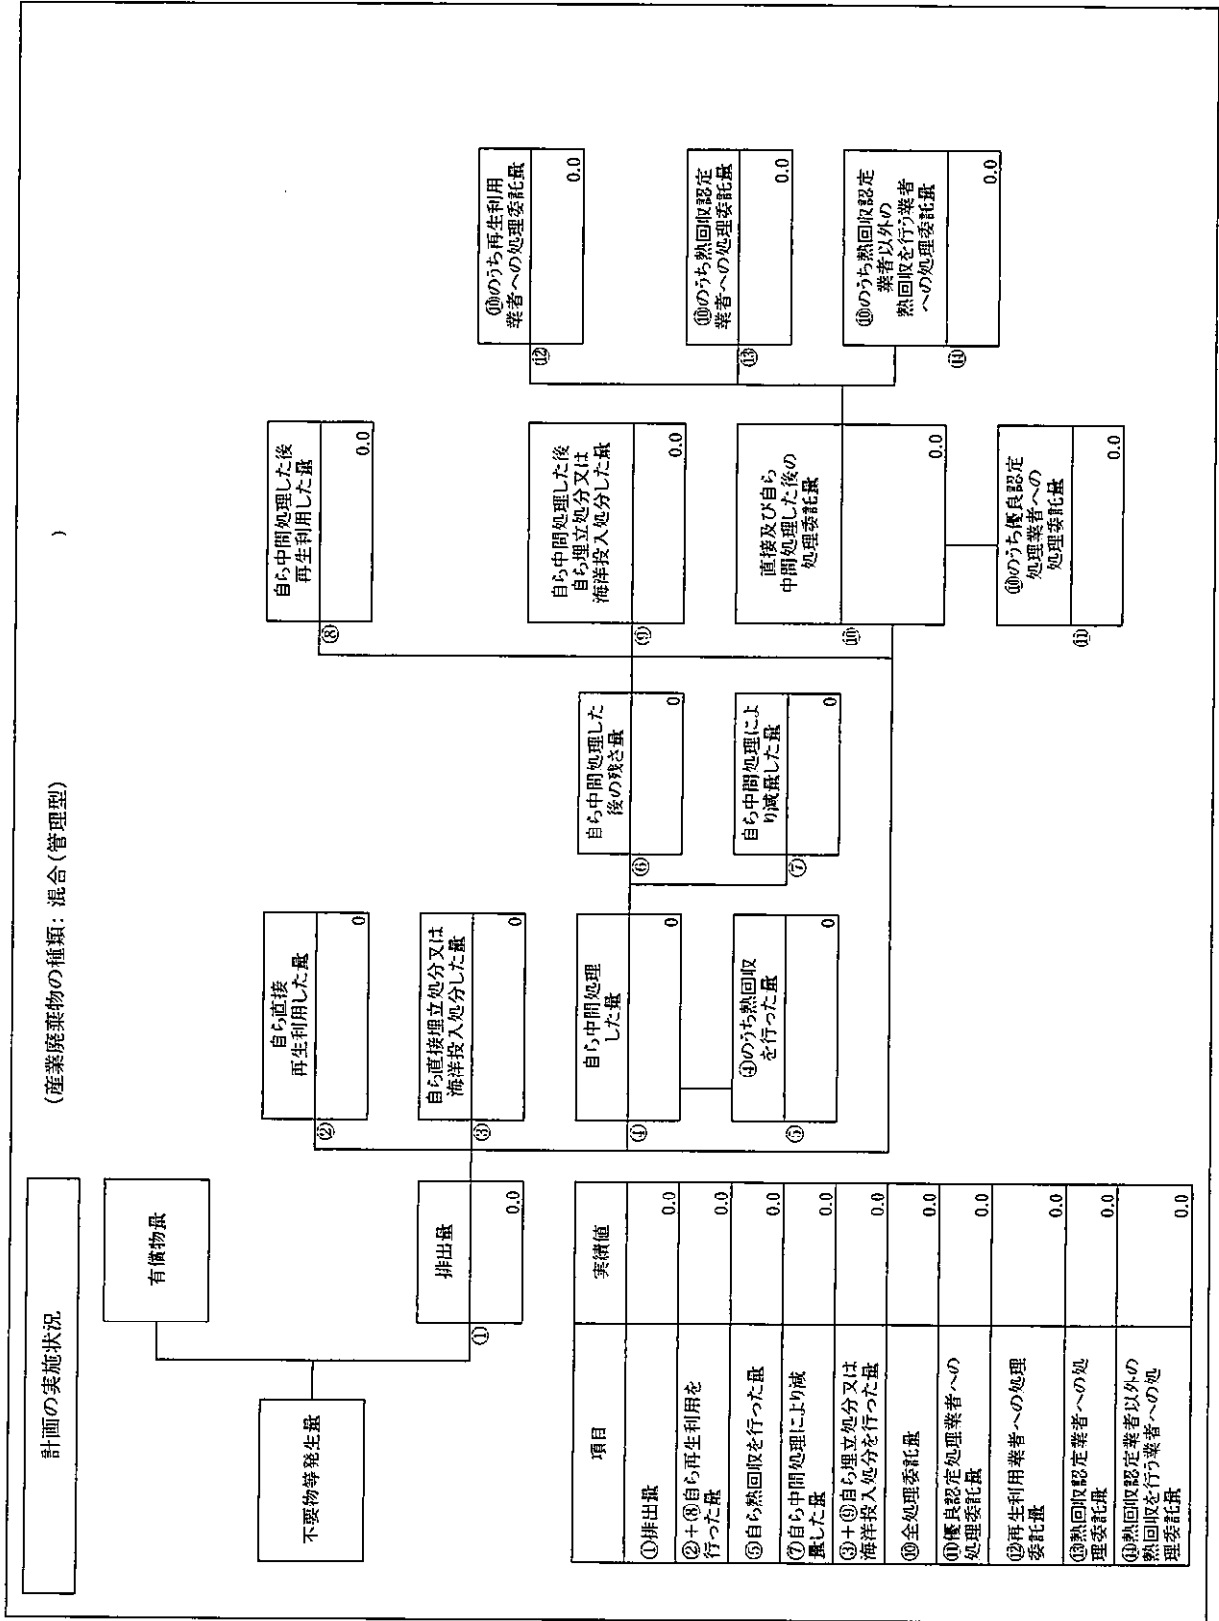 計画の実施状況
(産業廃棄物の種類: 混合(管理型)
)
不要物等発生量
有償物量
排出量
①
0.0
自ら直接
再生利用した量
②
0
自ら直接埋立処分又は
海洋投入処分した量
③
0
自ら中間処理
した量
④
0
④のうち熱回収
を行った量
⑤
0
自ら中間処理した
後の残さ量
⑥
0
自ら中間処理によ
り減量した量
⑦
0
自ら中間処理した後
再生利用した量
⑧
0.0
自ら中間処理した後
自ら埋立処分又は
海洋投入処分した量
⑨
0.0
直接及び自ら
中間処理した後の
処理委託量
⑩
0.0
⑩のうち優良認定
処理業者への
処理委託量
⑪
0.0
⑩のうち再生利用
業者への処理委託量
⑫
0.0
⑩のうち熱回収認定
業者への処理委託量
⑬
0.0
⑩のうち熱回収認定
業者以外の
熱回収を行う業者
への処理委託量
⑭
0.0
項目 実績値
①排出量 0.0
②+⑧自ら再生利用を
行った量 0.0
⑤自ら熱回収を行った量 0.0
⑦自ら中間処理により減
量した量 0.0
③+⑨自ら埋立処分又は
海洋投入処分を行った量 0.0
⑩全処理委託量 0.0
⑪優良認定処理業者への
処理委託量 0.0
⑫再生利用業者への処理
委託量 0.0
⑬熱回収認定業者への処
理委託量 0.0
⑭熱回収認定業者以外の
熱回収を行う業者への処
理委託量 0.0